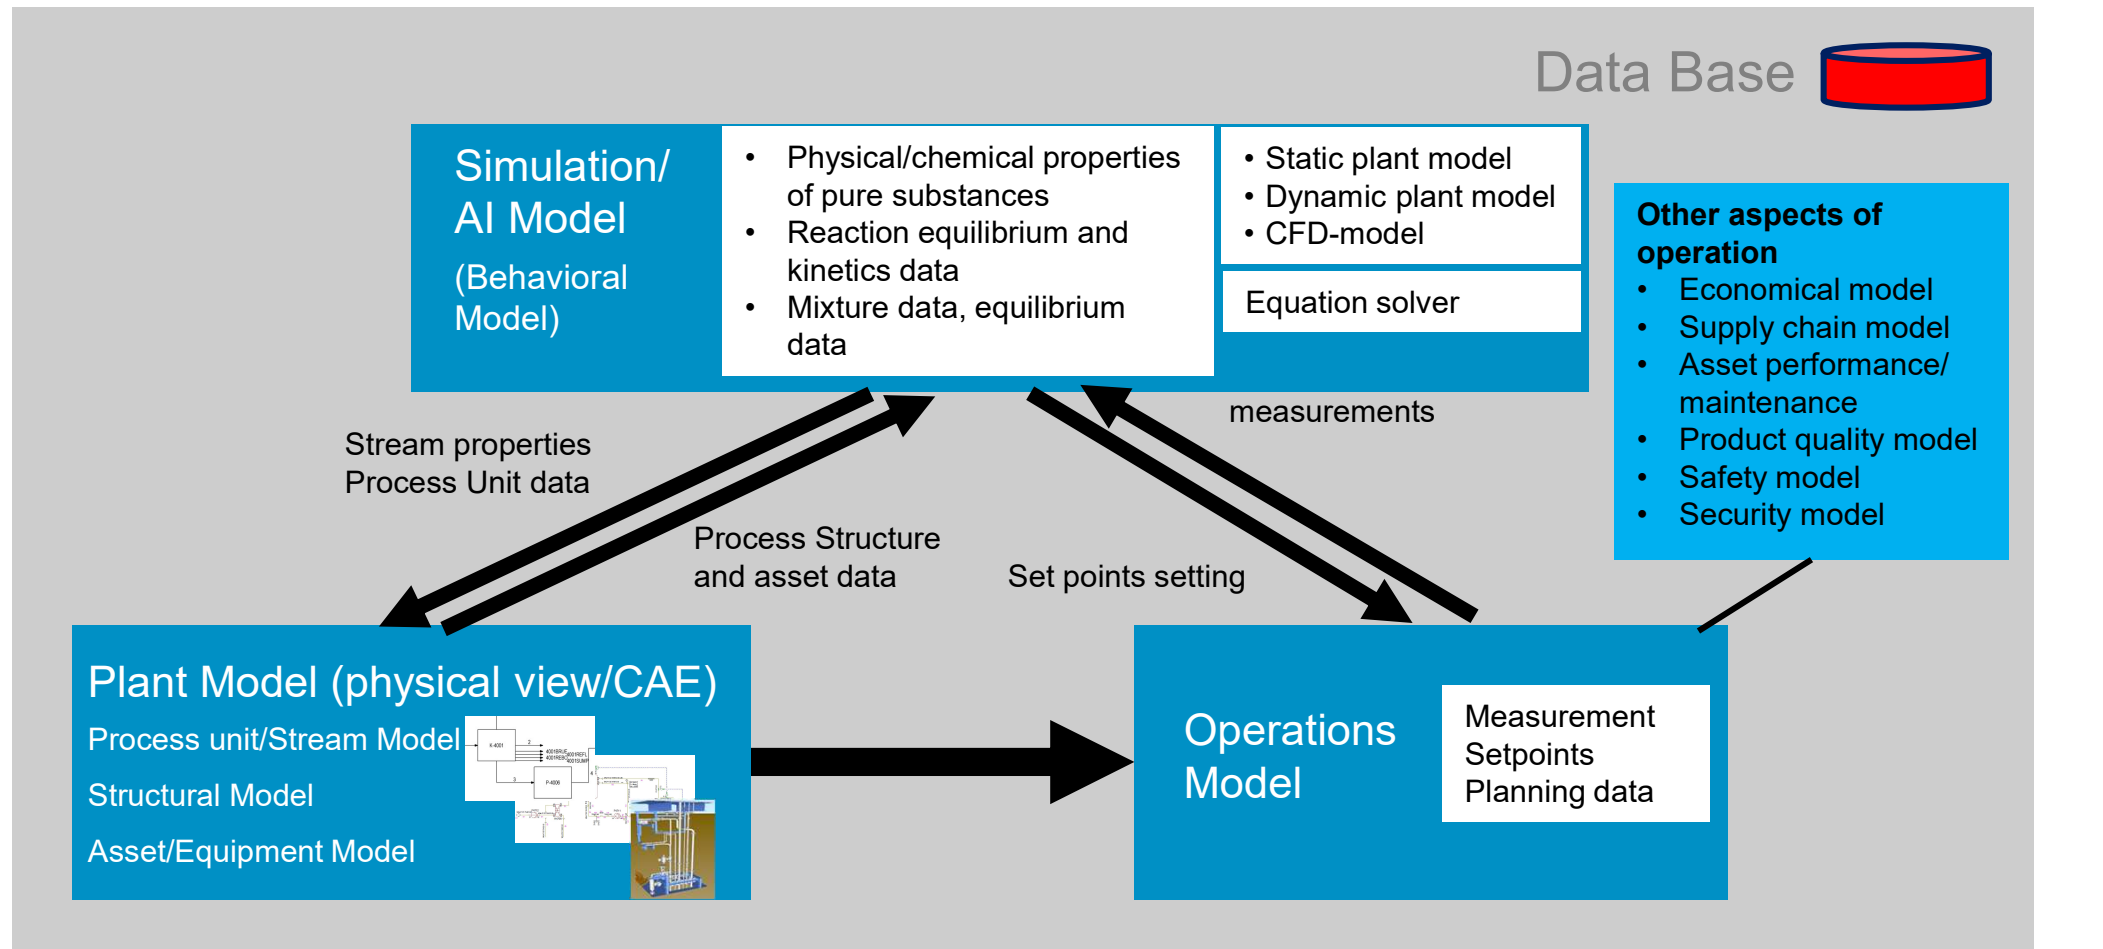 Data Base
Simulation/
AI Model
(Behavioral
Model)
• Physical/chemical properties
of pure substances
• Reaction equilibrium and
kinetics data
• Mixture data, equilibrium
data
• Static plant model
• Dynamic plant model
• CFD-model
Equation solver
Other aspects of
operation
• Economical model
• Supply chain model
• Asset performance/
maintenance
• Product quality model
• Safety model
• Security model
measurements
Stream properties
Process Unit data
Process Structure
and asset data
Set points setting
Plant Model (physical view/CAE)
Process unit/Stream Model
Structural Model
Asset/Equipment Model
K-4001
2
3
P-4006
Operations
Model
Measurement
Setpoints
Planning data